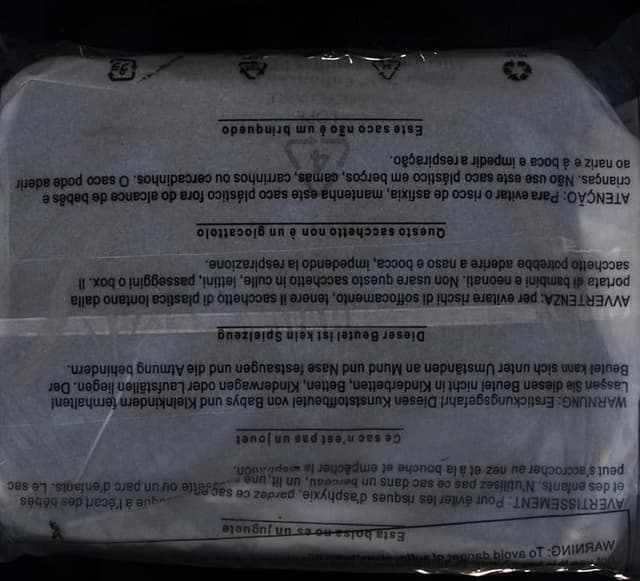 not use this
WARNING: To avoid danger of
Esta bolsa no es un juguete
AVERTISSEMENT: Pour éviter les risques d'asphyxie, gardez ce sac à l'écart des bébés
et des enfants. N'utilisez pas ce sac dans un berceau, un lit, une ou un parc d'enfants. Le sac
peut s'accrocher au nez et à la bouche et empêcher la
Ce sac n'est pas un jouet
WARNUNG: Erstickungsgefahr! Diesen Kunststoffbeutel von Babys und Kleinkindern fernhalten!
Lassen Sie diesen Beutel nicht in Kinderbetten, Betten, Kinderwagen oder Laufställen liegen. Der
Beutel kann sich unter Umständen an Mund und Nase festsaugen und die Atmung behindern.
Dieser Beutel ist kein Spielzeug
AVVERTENZA: per evitare rischi di soffocamento, tenere il sacchetto di plastica lontano dalla
portata di bambini e neonati. Non usare questo sacchetto in culle, lettini, passeggini o box. Il
sacchetto potrebbe aderire a naso e bocca, impedendo la respirazione.
Questo sacchetto non è un giocattolo
ATENÇÃO: Para evitar o risco de asfixia, mantenha este saco plástico fora do alcance de bebês e
crianças. Não use este saco plástico em berços, camas, carrinhos ou cercadinhos. O saco pode aderir
ao nariz e à boca e impedir a respiração.
Este saco não é um brinquedo